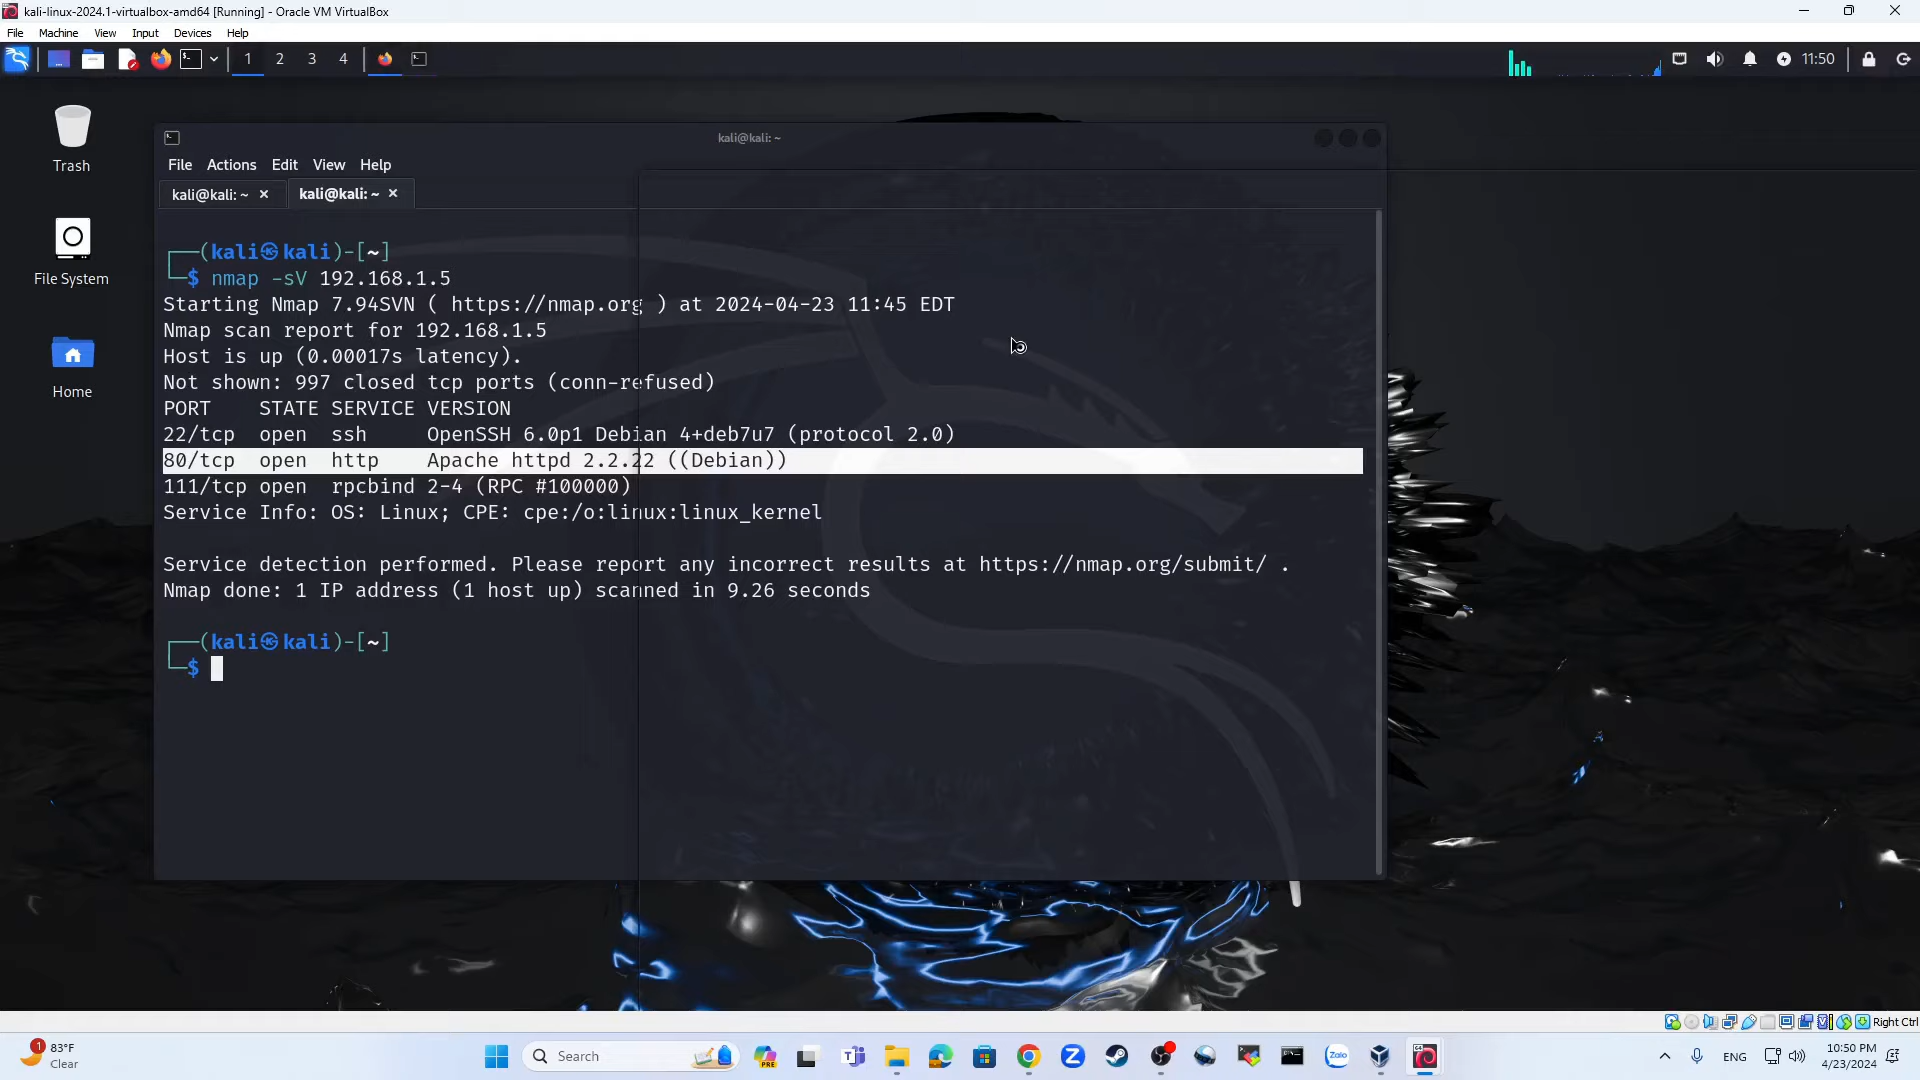 kali-linux-2024.1-virtualbox-amd64 [Running] - Oracle VM VirtualBox
File Machine View Input Devices Help
1 2 3 4
11:50
Trash
File System
Home
kali@kali: ~
File Actions Edit View Help
kali@kali: ~ × kali@kali: ~ ×
┌──(kali㉿kali)-[~]
└─$ nmap -sV 192.168.1.5
Starting Nmap 7.94SVN ( https://nmap.org ) at 2024-04-23 11:45 EDT
Nmap scan report for 192.168.1.5
Host is up (0.00017s latency).
Not shown: 997 closed tcp ports (conn-refused)
PORT    STATE SERVICE VERSION
22/tcp  open  ssh     OpenSSH 6.0p1 Debian 4+deb7u7 (protocol 2.0)
80/tcp  open  http    Apache httpd 2.2.22 ((Debian))
111/tcp open  rpcbind 2-4 (RPC #100000)
Service Info: OS: Linux; CPE: cpe:/o:linux:linux_kernel
Service detection performed. Please report any incorrect results at https://nmap.org/submit/ .
Nmap done: 1 IP address (1 host up) scanned in 9.26 seconds
┌──(kali㉿kali)-[~]
└─$
Right Ctrl
1
83°F
Clear
Search
PRE
Zalo
ENG
10:50 PM
4/23/2024